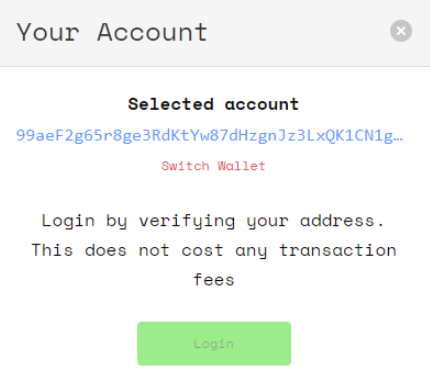 Your Account
Selected account
99aeF2g65r8ge3RdKtYw87dHzgnJz3LxQK1CN1g…
Switch Wallet
Login by verifying your address.
This does not cost any transaction
fees
Login